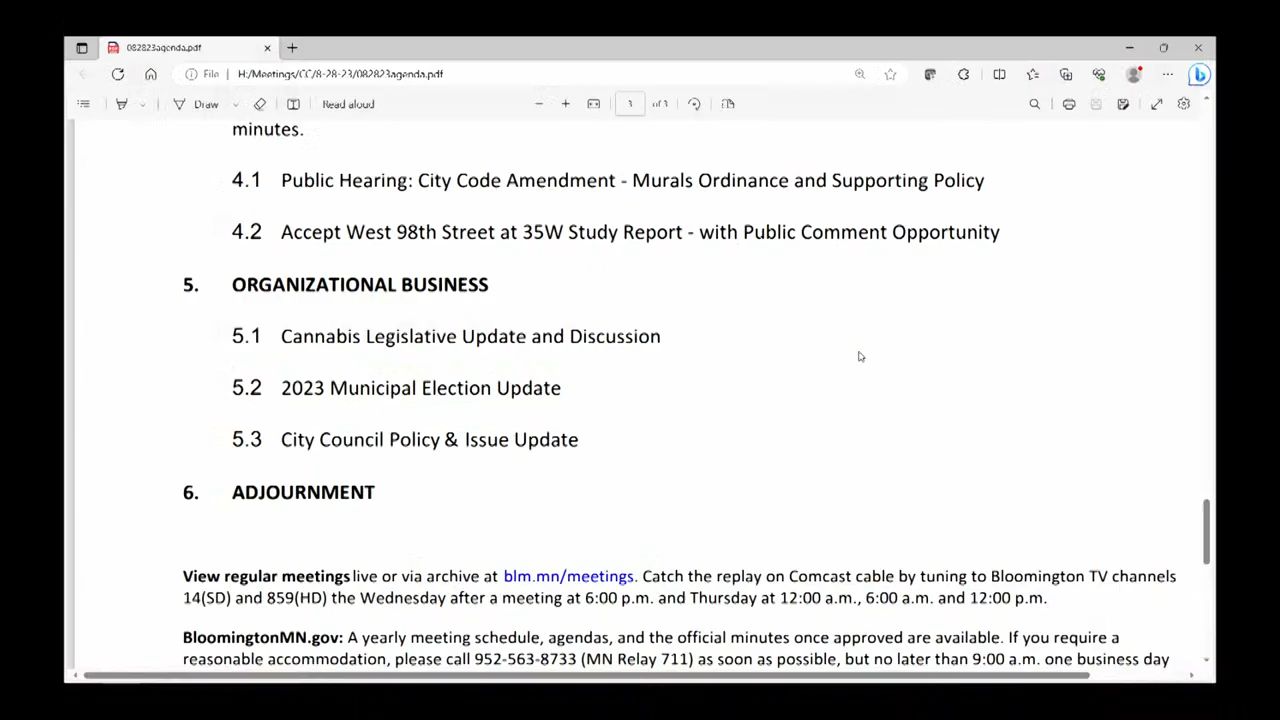 082823agenda.pdf
File H:/Meetings/CC/8-28-23/082823agenda.pdf
Draw Read aloud 3 of 3
minutes.
4.1 Public Hearing: City Code Amendment - Murals Ordinance and Supporting Policy
4.2 Accept West 98th Street at 35W Study Report - with Public Comment Opportunity
5. ORGANIZATIONAL BUSINESS
5.1 Cannabis Legislative Update and Discussion
5.2 2023 Municipal Election Update
5.3 City Council Policy & Issue Update
6. ADJOURNMENT
View regular meetings live or via archive at blm.mn/meetings. Catch the replay on Comcast cable by tuning to Bloomington TV channels
14(SD) and 859(HD) the Wednesday after a meeting at 6:00 p.m. and Thursday at 12:00 a.m., 6:00 a.m. and 12:00 p.m.
BloomingtonMN.gov: A yearly meeting schedule, agendas, and the official minutes once approved are available. If you require a
reasonable accommodation, please call 952-563-8733 (MN Relay 711) as soon as possible, but no later than 9:00 a.m. one business day